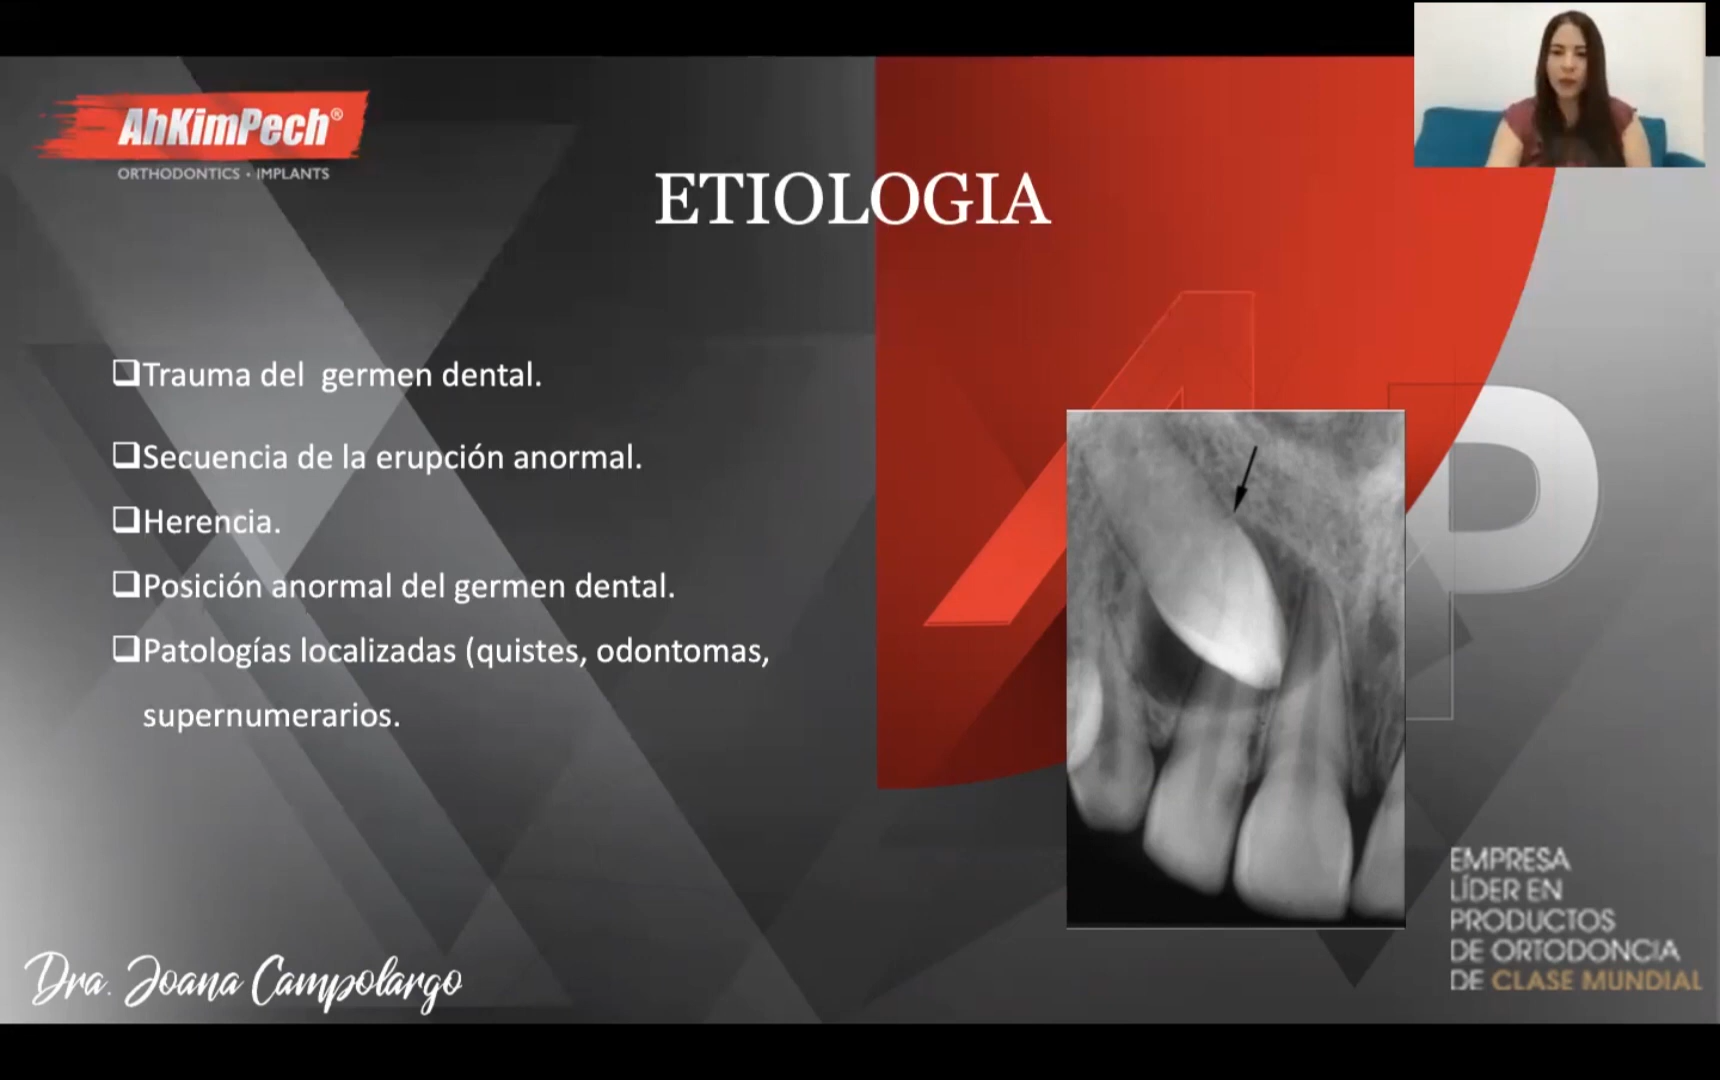 AhKimPech®
ORTHODONTICS • IMPLANTS
ETIOLOGIA
Trauma del germen dental.
Secuencia de la erupción anormal.
Herencia.
Posición anormal del germen dental.
Patologías localizadas (quistes, odontomas,
supernumerarios.
P
Dra. Joana Campolargo
EMPRESA
LÍDER EN
PRODUCTOS
DE ORTODONCIA
DE CLASE MUNDIAL